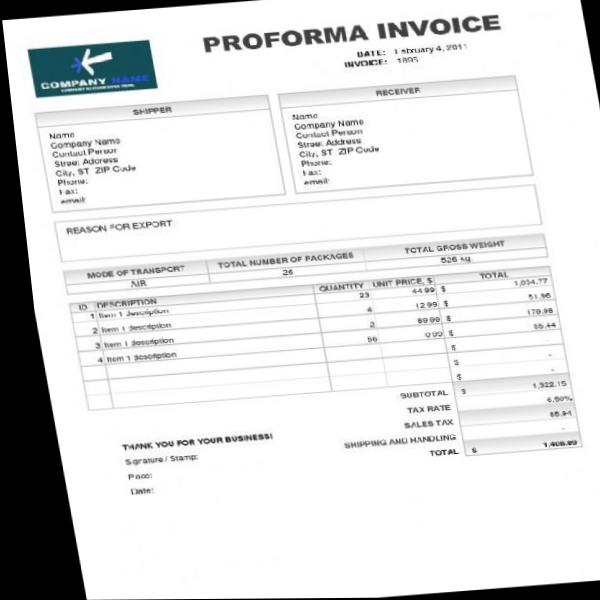 PROFORMA INVOICE
COMPANY NAME
DATE: February 4, 2011
INVOICE: 1895
SHIPPER
Name
Company Name
Contact Person
Street Address
City, ST ZIP Code
Phone:
Fax:
email:
RECEIVER
Name
Company Name
Contact Person
Street Address
City, ST ZIP Code
Phone:
Fax:
email:
REASON FOR EXPORT:
MODE OF TRANSPORT TOTAL NUMBER OF PACKAGES TOTAL GROSS WEIGHT
AIR 26 526 kg
ID DESCRIPTION QUANTITY UNIT PRICE, $ TOTAL
1 Item 1 description 23 44.99 $ 1,034.77
2 Item 1 description 4 12.99 $ 51.96
3 Item 1 description 2 89.99 $ 179.98
4 Item 1 description 56 $ 55.44
$ -
$ -
$ -
SUBTOTAL $ 1,322.15
TAX RATE 6.50%
SALES TAX 85.94
SHIPPING AND HANDLING -
TOTAL $ 1,408.09
THANK YOU FOR YOUR BUSINESS!
Signature / Stamp:
Place:
Date: